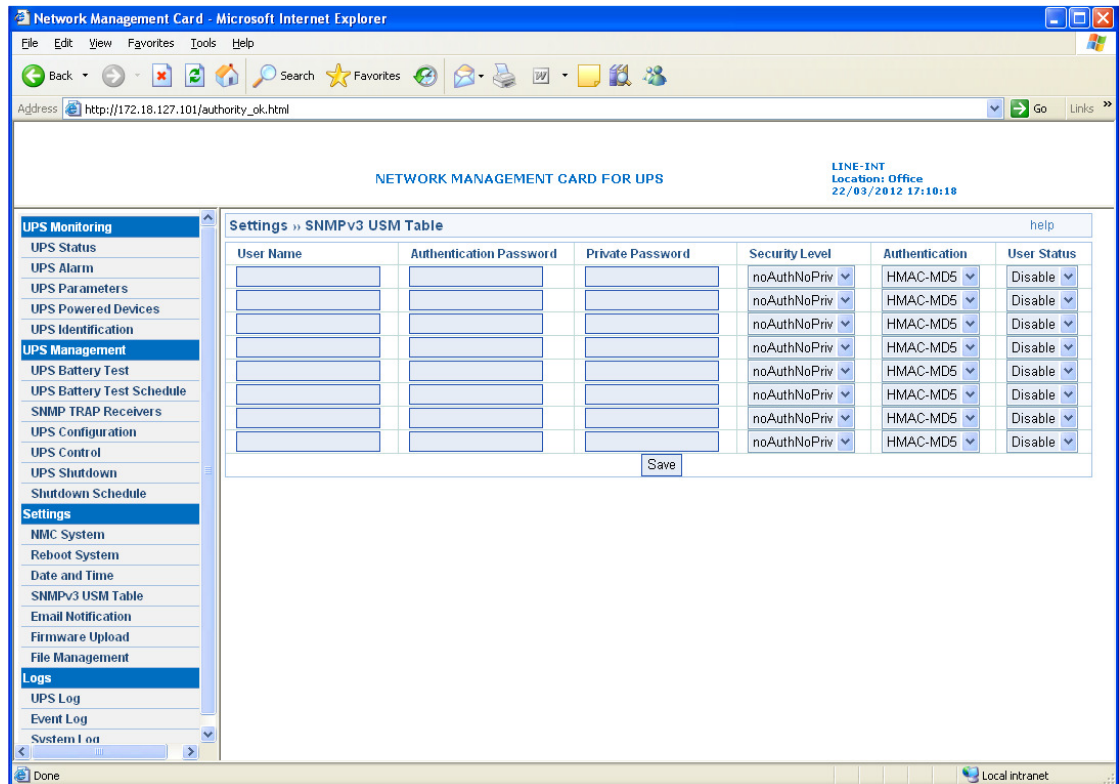 Network Management Card - Microsoft Internet Explorer
File Edit View Favorites Tools Help
Back Search Favorites
Address http://172.18.127.101/authority_ok.html Go Links »
NETWORK MANAGEMENT CARD FOR UPS
LINE-INT
Location: Office
22/03/2012 17:10:18
UPS Monitoring
UPS Status
UPS Alarm
UPS Parameters
UPS Powered Devices
UPS Identification
UPS Management
UPS Battery Test
UPS Battery Test Schedule
SNMP TRAP Receivers
UPS Configuration
UPS Control
UPS Shutdown
Shutdown Schedule
Settings
NMC System
Reboot System
Date and Time
SNMPv3 USM Table
Email Notification
Firmware Upload
File Management
Logs
UPS Log
Event Log
System Log
Settings » SNMPv3 USM Table help
User Name Authentication Password Private Password Security Level Authentication User Status
noAuthNoPriv HMAC-MD5 Disable
noAuthNoPriv HMAC-MD5 Disable
noAuthNoPriv HMAC-MD5 Disable
noAuthNoPriv HMAC-MD5 Disable
noAuthNoPriv HMAC-MD5 Disable
noAuthNoPriv HMAC-MD5 Disable
noAuthNoPriv HMAC-MD5 Disable
noAuthNoPriv HMAC-MD5 Disable
Save
Done Local intranet